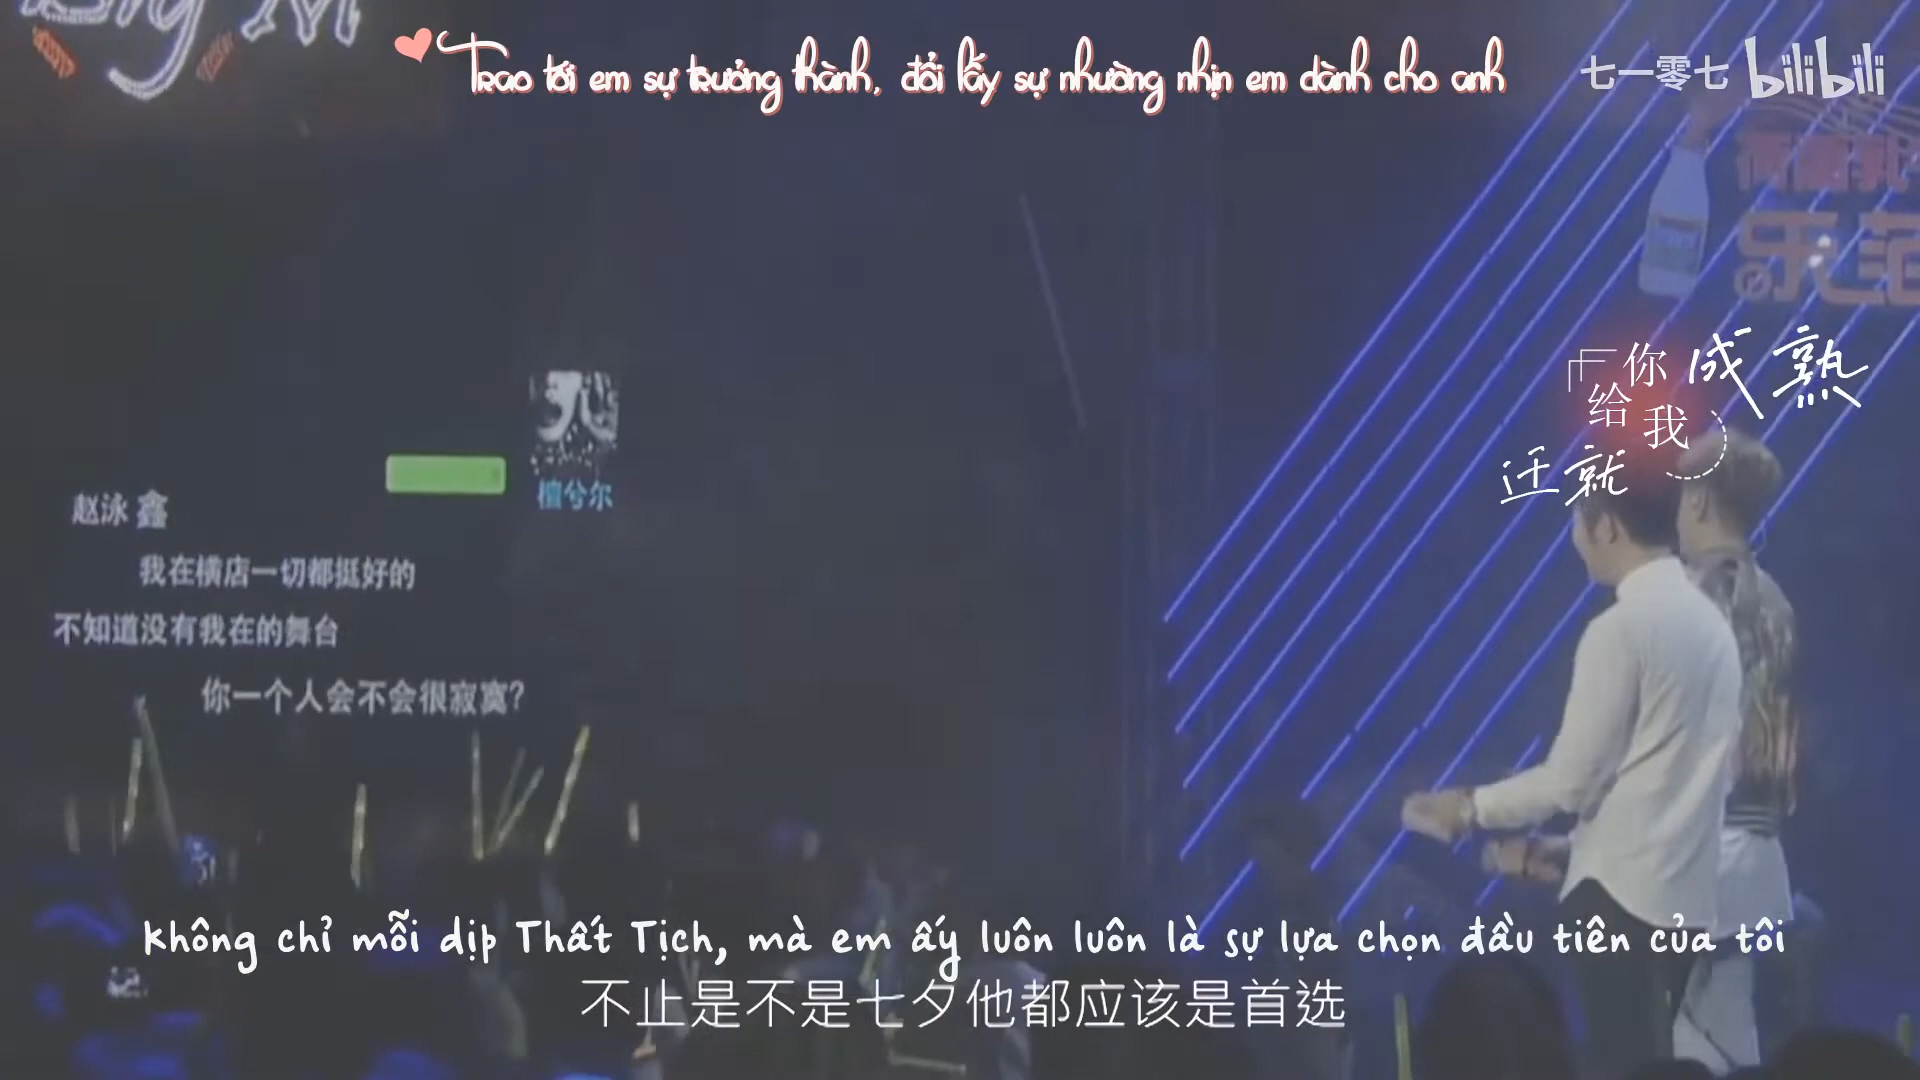 Trao tới em sự trưởng thành, đổi lấy sự nhường nhịn em dành cho anh
七一零七 bilibili
你 成熟
给 我
迁就
檀兮尔
赵泳鑫
我在横店一切都挺好的
不知道没有我在的舞台
你一个人会不会很寂寞?
Không chỉ mỗi dịp Thất Tịch, mà em ấy luôn luôn là sự lựa chọn đầu tiên của tôi
不止是不是七夕他都应该是首选